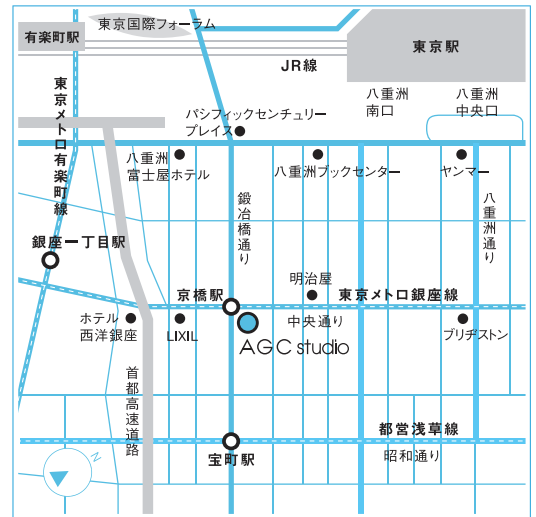 東京国際フォーラム
有楽町駅
東京駅
JR線
東京メトロ有楽町線
八重洲
南口
八重洲
中央口
パシフィックセンチュリー
プレイス
八重洲
富士屋ホテル
八重洲ブックセンター
ヤンマー
鍛冶橋通り
八重洲通り
銀座一丁目駅
京橋駅
明治屋
東京メトロ銀座線
ホテル
西洋銀座
LIXIL
中央通り
ブリヂストン
AGC studio
首都高速道路
都営浅草線
宝町駅
昭和通り
N